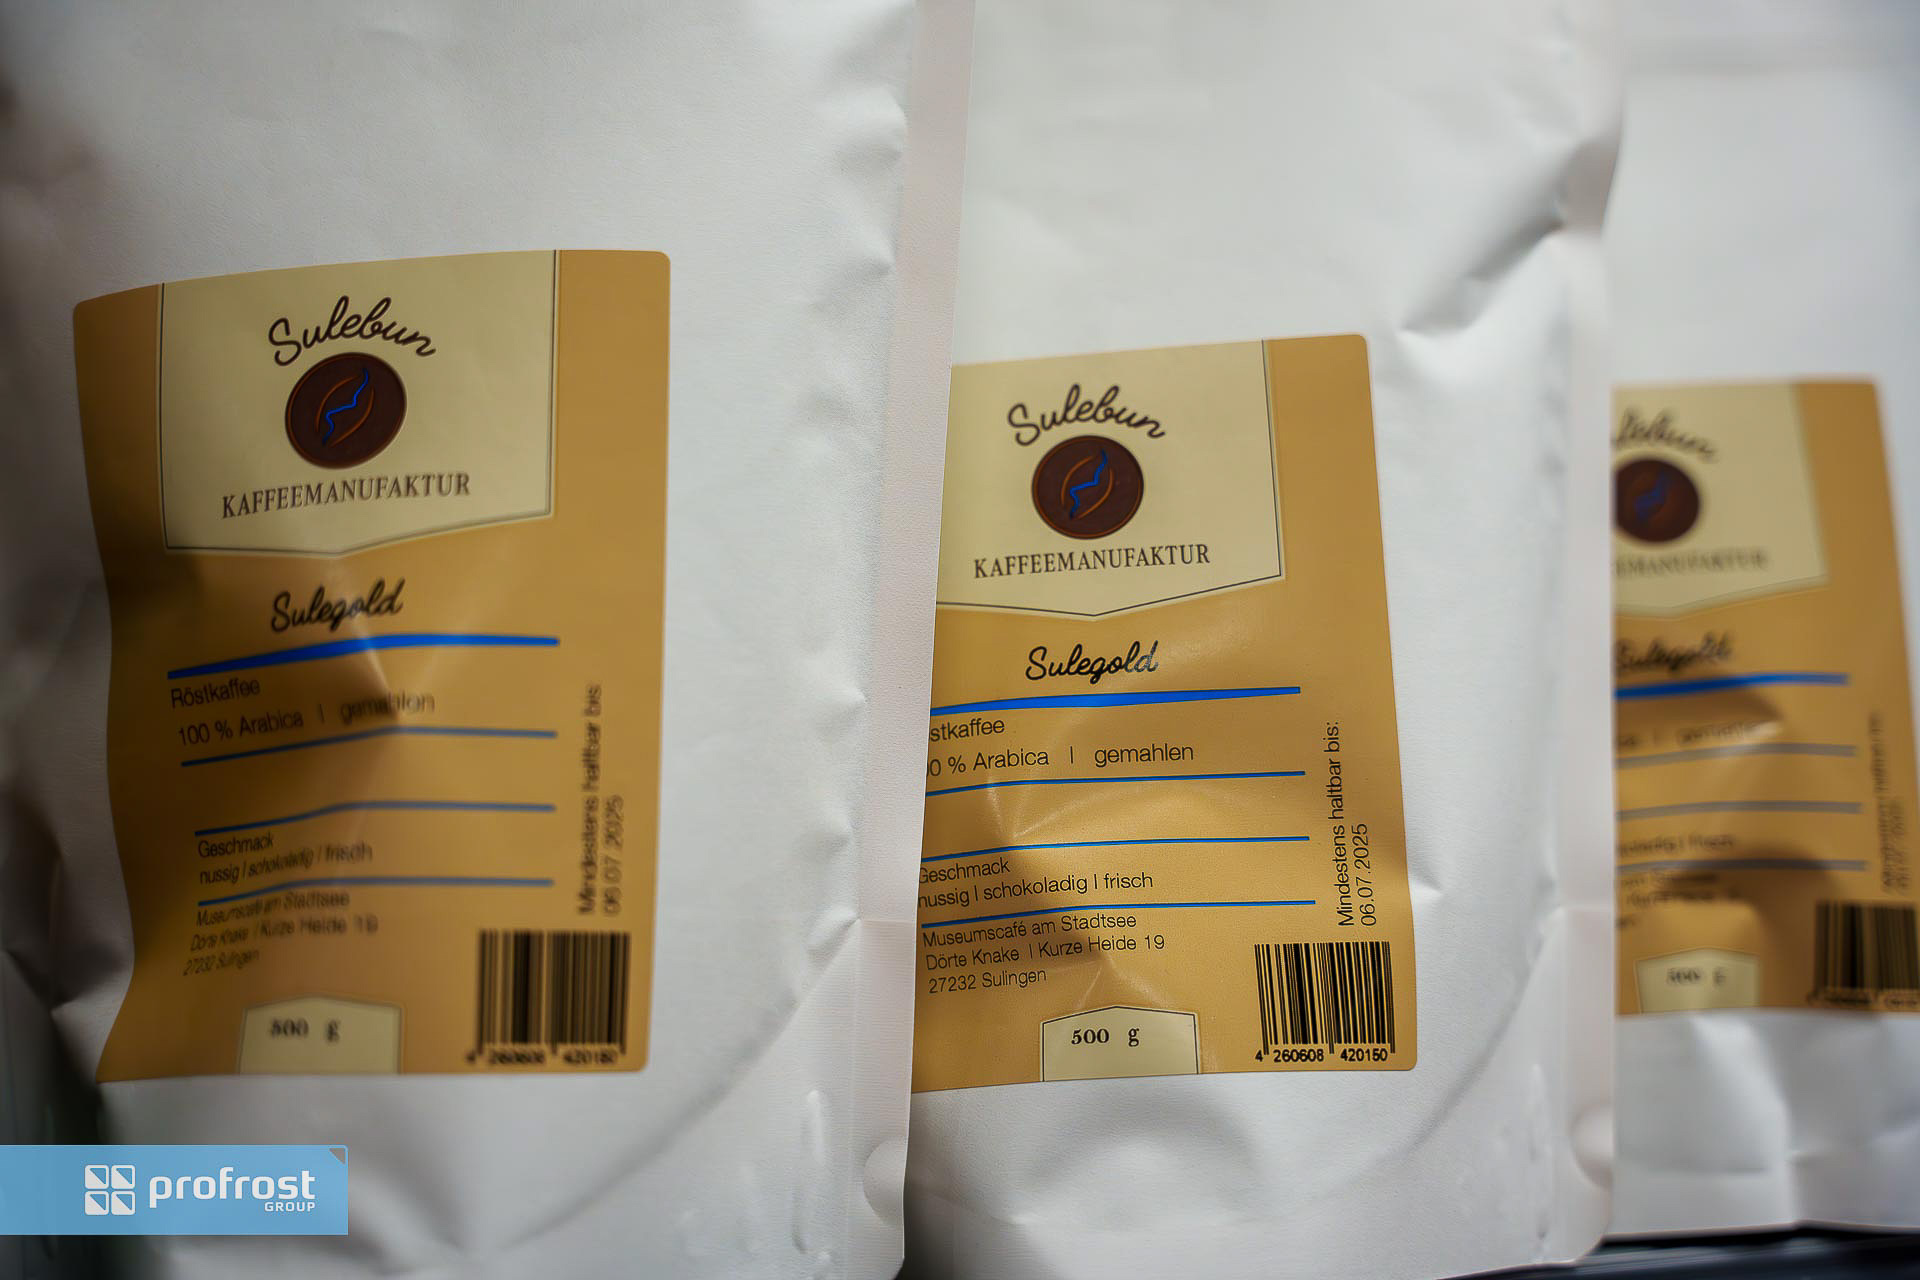 Sulebun
KAFFEEMANUFAKTUR
Sulegold
Röstkaffee
100 % Arabica | gemahlen
Geschmack
nussig | schokoladig | frisch
Museumscafé am Stadtsee
Dörte Knake | Kurze Heide 19
27232 Sulingen
Mindestens haltbar bis:
06.07.2025
500 g
4 260608 420150
Sulebun
KAFFEEMANUFAKTUR
Sulegold
stkaffee
0 % Arabica | gemahlen
Geschmack
nussig | schokoladig | frisch
Museumscafé am Stadtsee
Dörte Knake | Kurze Heide 19
27232 Sulingen
Mindestens haltbar bis:
06.07.2025
500 g
4 260608 420150
Sulegold
500 g
profrost
GROUP